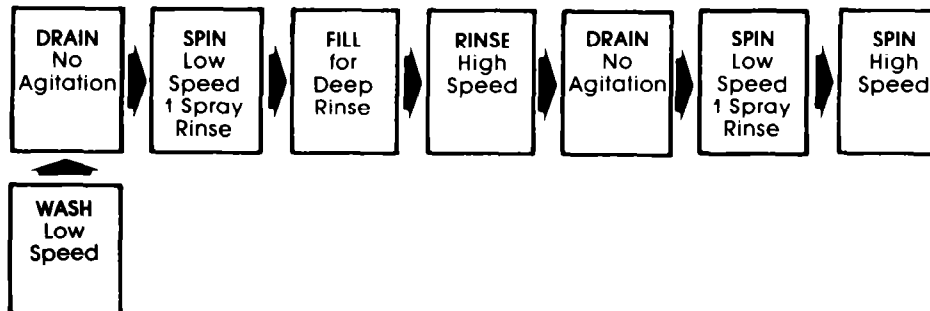 DRAIN
No
Agitation
SPIN
Low
Speed
1 Spray
Rinse
FILL
for
Deep
Rinse
RINSE
High
Speed
DRAIN
No
Agitation
SPIN
Low
Speed
1 Spray
Rinse
SPIN
High
Speed
WASH
Low
Speed